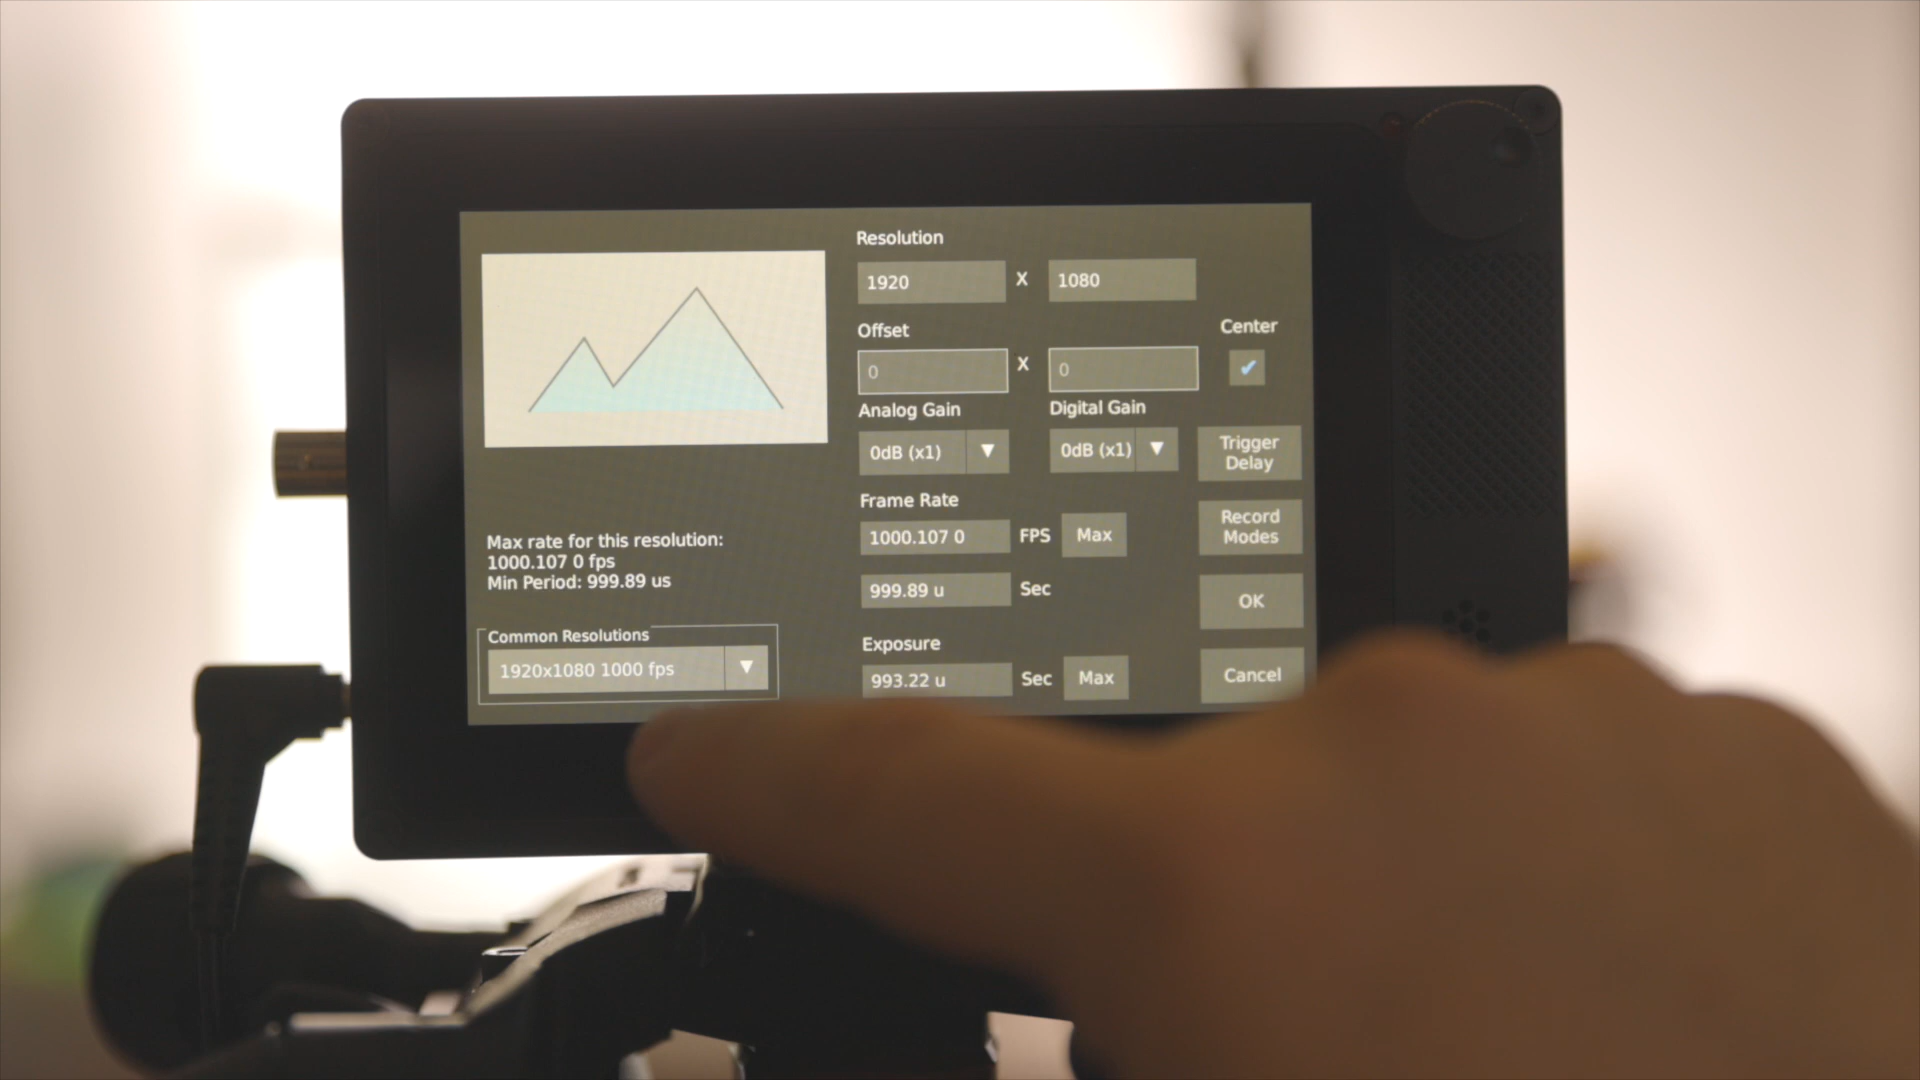 Resolution
1920 X 1080
Offset
Center
0 X 0
Analog Gain
Digital Gain
0dB (x1)
0dB (x1)
Trigger
Delay
Frame Rate
1000.107 0 FPS Max
Record
Modes
999.89 u Sec
OK
Exposure
993.22 u Sec Max
Cancel
Max rate for this resolution:
1000.107 0 fps
Min Period: 999.89 us
Common Resolutions
1920x1080 1000 fps